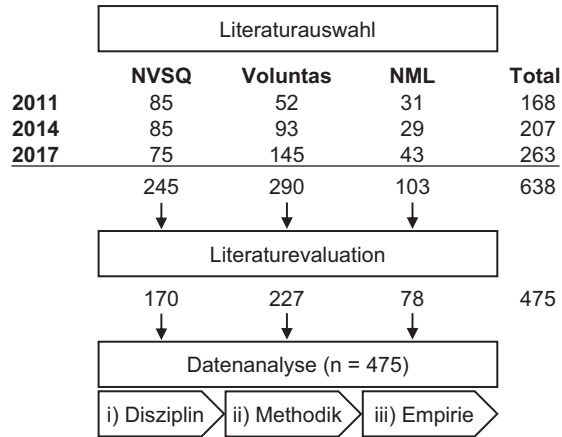 Literaturauswahl
NVSQ Voluntas NML Total
2011 85 52 31 168
2014 85 93 29 207
2017 75 145 43 263
245 290 103 638
Literaturevaluation
170 227 78 475
Datenanalyse (n = 475)
i) Disziplin ii) Methodik iii) Empirie